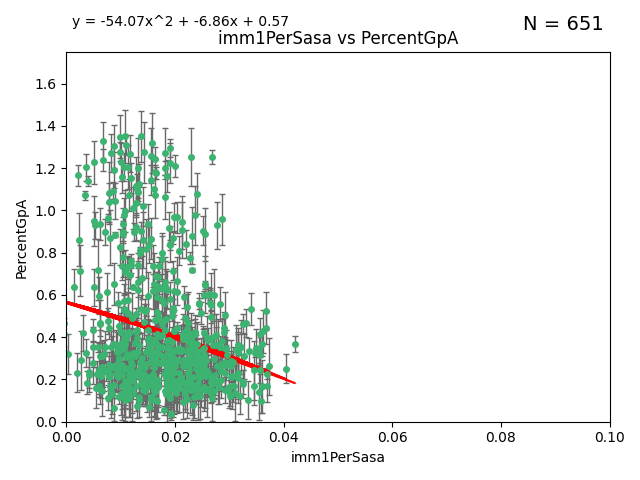 y = -54.07x^2 + -6.86x + 0.57
N = 651
imm1PerSasa vs PercentGpA
PercentGpA
1.6
1.4
1.2
1.0
0.8
0.6
0.4
0.2
0.0
0.00 0.02 0.04 0.06 0.08 0.10
imm1PerSasa